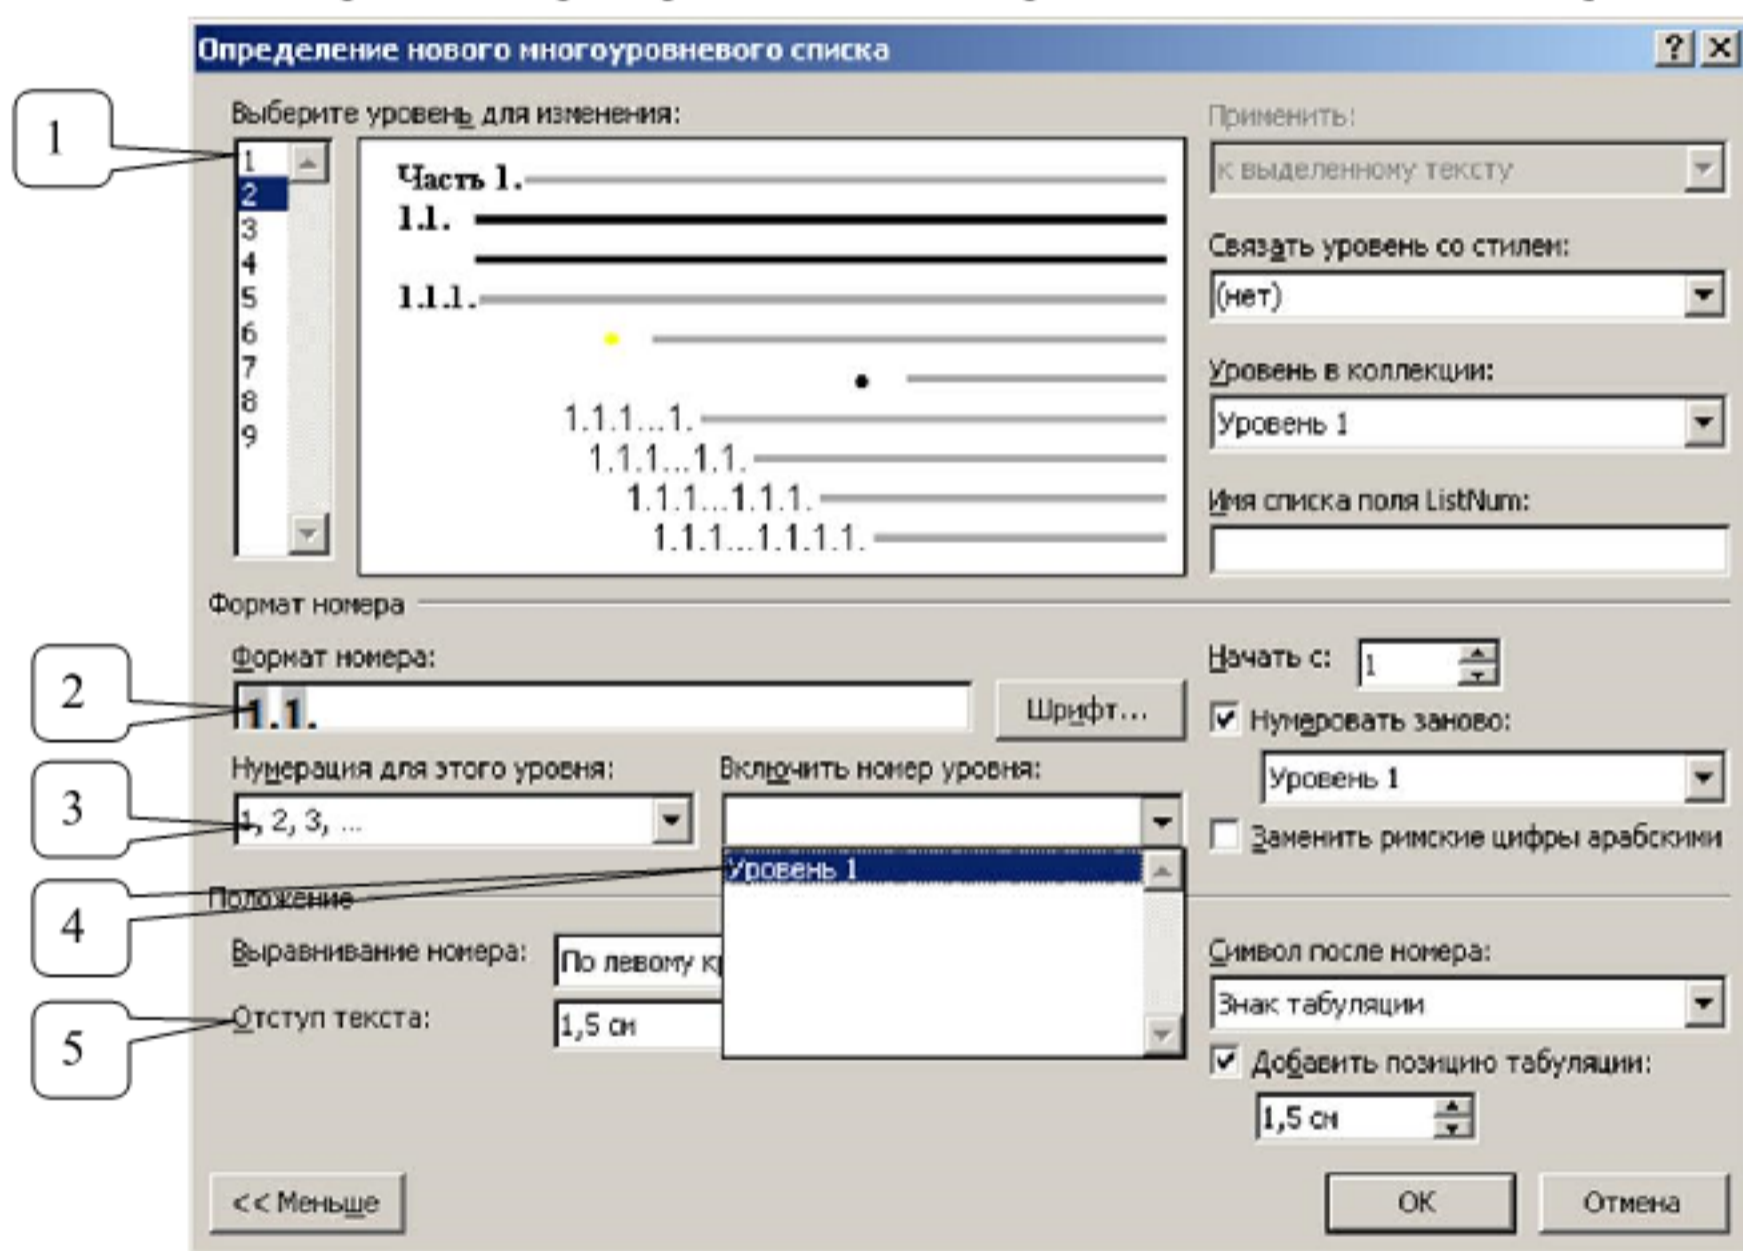 Определение нового многоуровневого списка
? X
1
Выберите уровень для изменения:
1
2
3
4
5
6
7
8
9
Часть 1.
1.1.
1.1.1.
1.1.1...1.
1.1.1...1.1.
1.1.1...1.1.1.
1.1.1...1.1.1.1.
Применить:
к выделенному тексту
Связать уровень со стилем:
(нет)
Уровень в коллекции:
Уровень 1
Имя списка поля ListNum:
Формат номера
2
Формат номера:
1.1.
Шрифт...
Начать с:
1
Нумеровать заново:
Уровень 1
3
Нумерация для этого уровня:
1, 2, 3, ...
Включить номер уровня:
Уровень 1
Заменить римские цифры арабскими
4
Положение
Выравнивание номера:
По левому к
5
Отступ текста:
1,5 см
Символ после номера:
Знак табуляции
Добавить позицию табуляции:
1,5 см
<< Меньше
ОК
Отмена